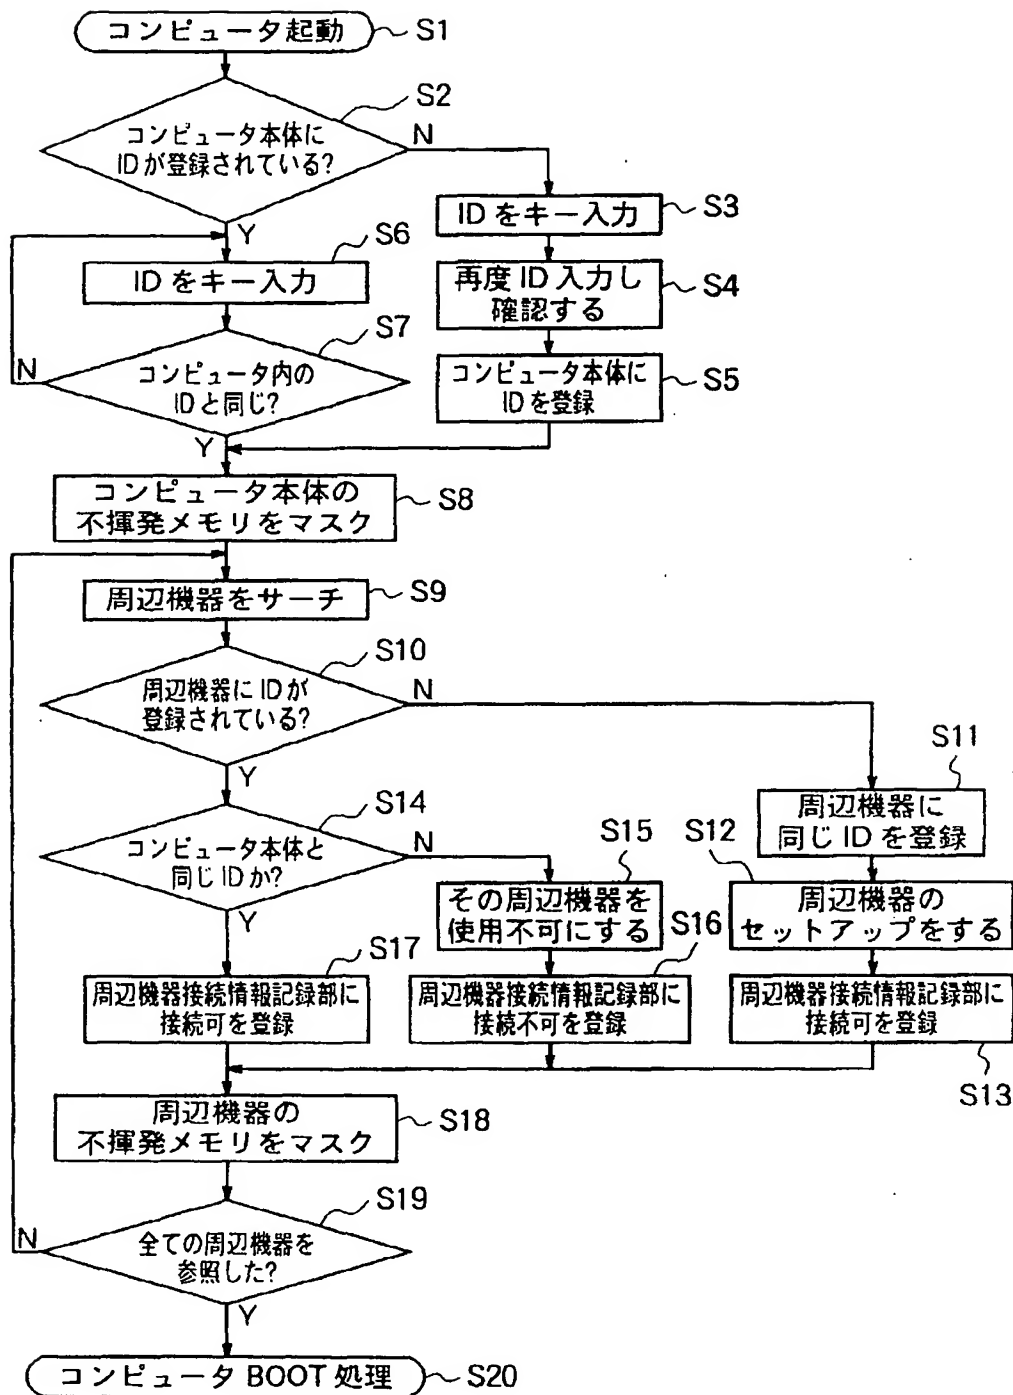 コンピュータ起動
S1
S2
コンピュータ本体に
IDが登録されている?
N
Y
S3
IDをキー入力
S6
IDをキー入力
S4
再度ID入力し
確認する
S7
N
コンピュータ内の
IDと同じ?
Y
S5
コンピュータ本体に
IDを登録
コンピュータ本体の
不揮発メモリをマスク
S8
周辺機器をサーチ
S9
S10
周辺機器にIDが
登録されている?
N
Y
S11
周辺機器に
同じIDを登録
S14
コンピュータ本体と
同じIDか?
N
Y
S15
その周辺機器を
使用不可にする
S12
周辺機器の
セットアップをする
S17
周辺機器接続情報記録部に
接続可を登録
S16
周辺機器接続情報記録部に
接続不可を登録
周辺機器接続情報記録部に
接続可を登録
S13
周辺機器の
不揮発メモリをマスク
S18
S19
N
全ての周辺機器を
参照した?
Y
コンピュータBOOT処理
S20